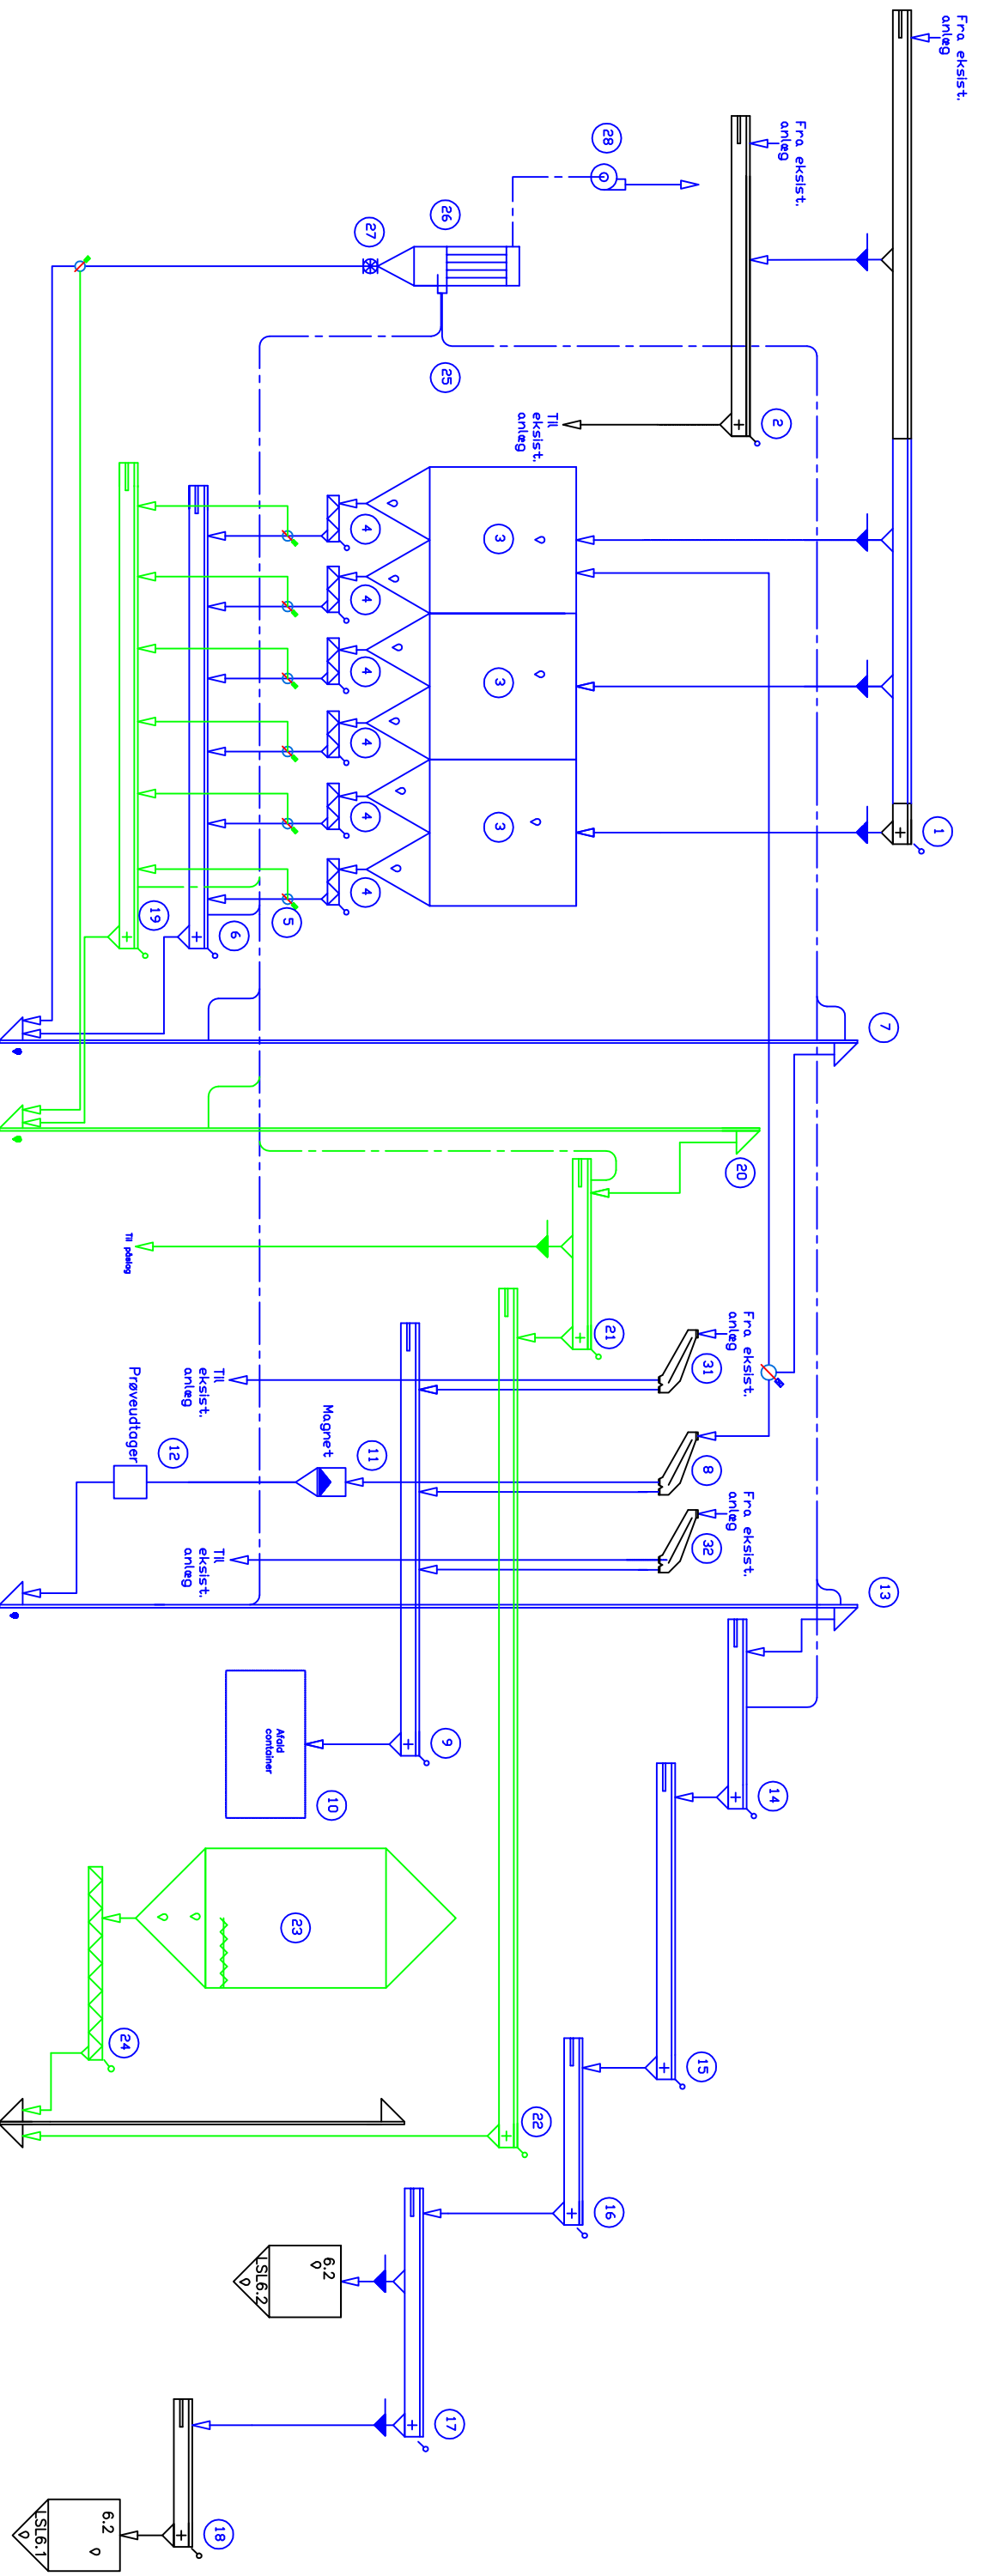 Fra eksist.
anlæg
1
Fra eksist.
anlæg
2
Til
eksist.
anlæg
28
26
27
25
3
3
3
4
4
4
4
4
4
5
6
19
7
20
21
Til påslag
Fra eksist.
anlæg
31
8
Fra eksist.
anlæg
32
Til
eksist.
anlæg
Magnet
11
Prøveudtager
12
Til
eksist.
anlæg
9
Afald
container
10
13
14
15
16
17
18
22
23
24
6.2
LSL6.2
6.2
LSL6.1